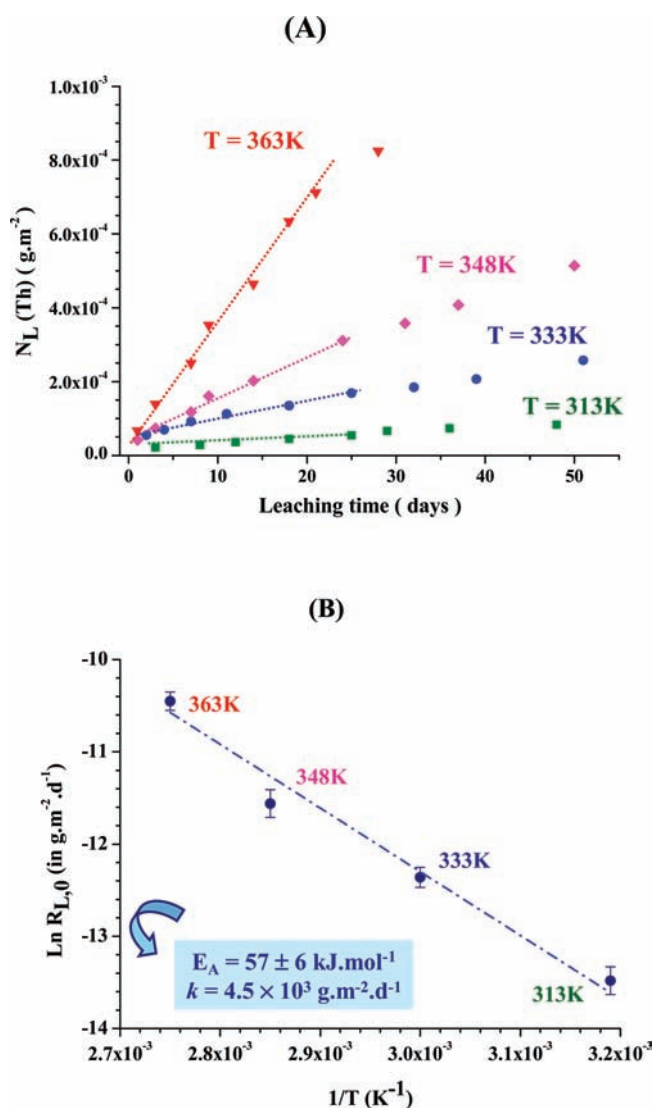 (A)
1.0x10⁻³
8.0x10⁻⁴
6.0x10⁻⁴
4.0x10⁻⁴
2.0x10⁻⁴
0.0
N_L (Th) ( g.m⁻²)
T = 363K
T = 348K
T = 333K
T = 313K
0 10 20 30 40 50
Leaching time ( days )
(B)
-10
-11
-12
-13
-14
Ln R_L,0 (in g.m⁻².d⁻¹)
363K
348K
333K
313K
E_A = 57 ± 6 kJ.mol⁻¹
k = 4.5 × 10³ g.m⁻².d⁻¹
2.7x10⁻³ 2.8x10⁻³ 2.9x10⁻³ 3.0x10⁻³ 3.1x10⁻³ 3.2x10⁻³
1/T (K⁻¹)